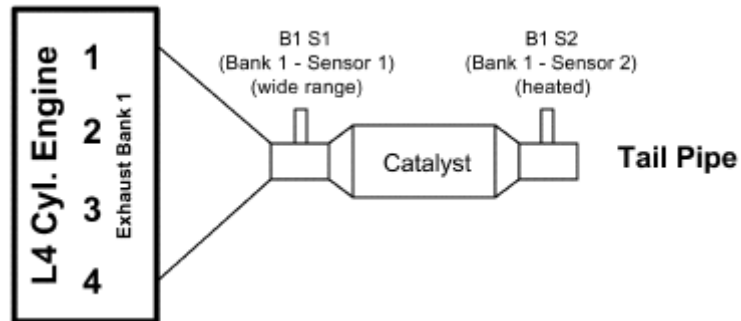 L4 Cyl. Engine
1
2
3
4
Exhaust Bank 1
B1 S1
(Bank 1 - Sensor 1)
(wide range)
B1 S2
(Bank 1 - Sensor 2)
(heated)
Catalyst
Tail Pipe